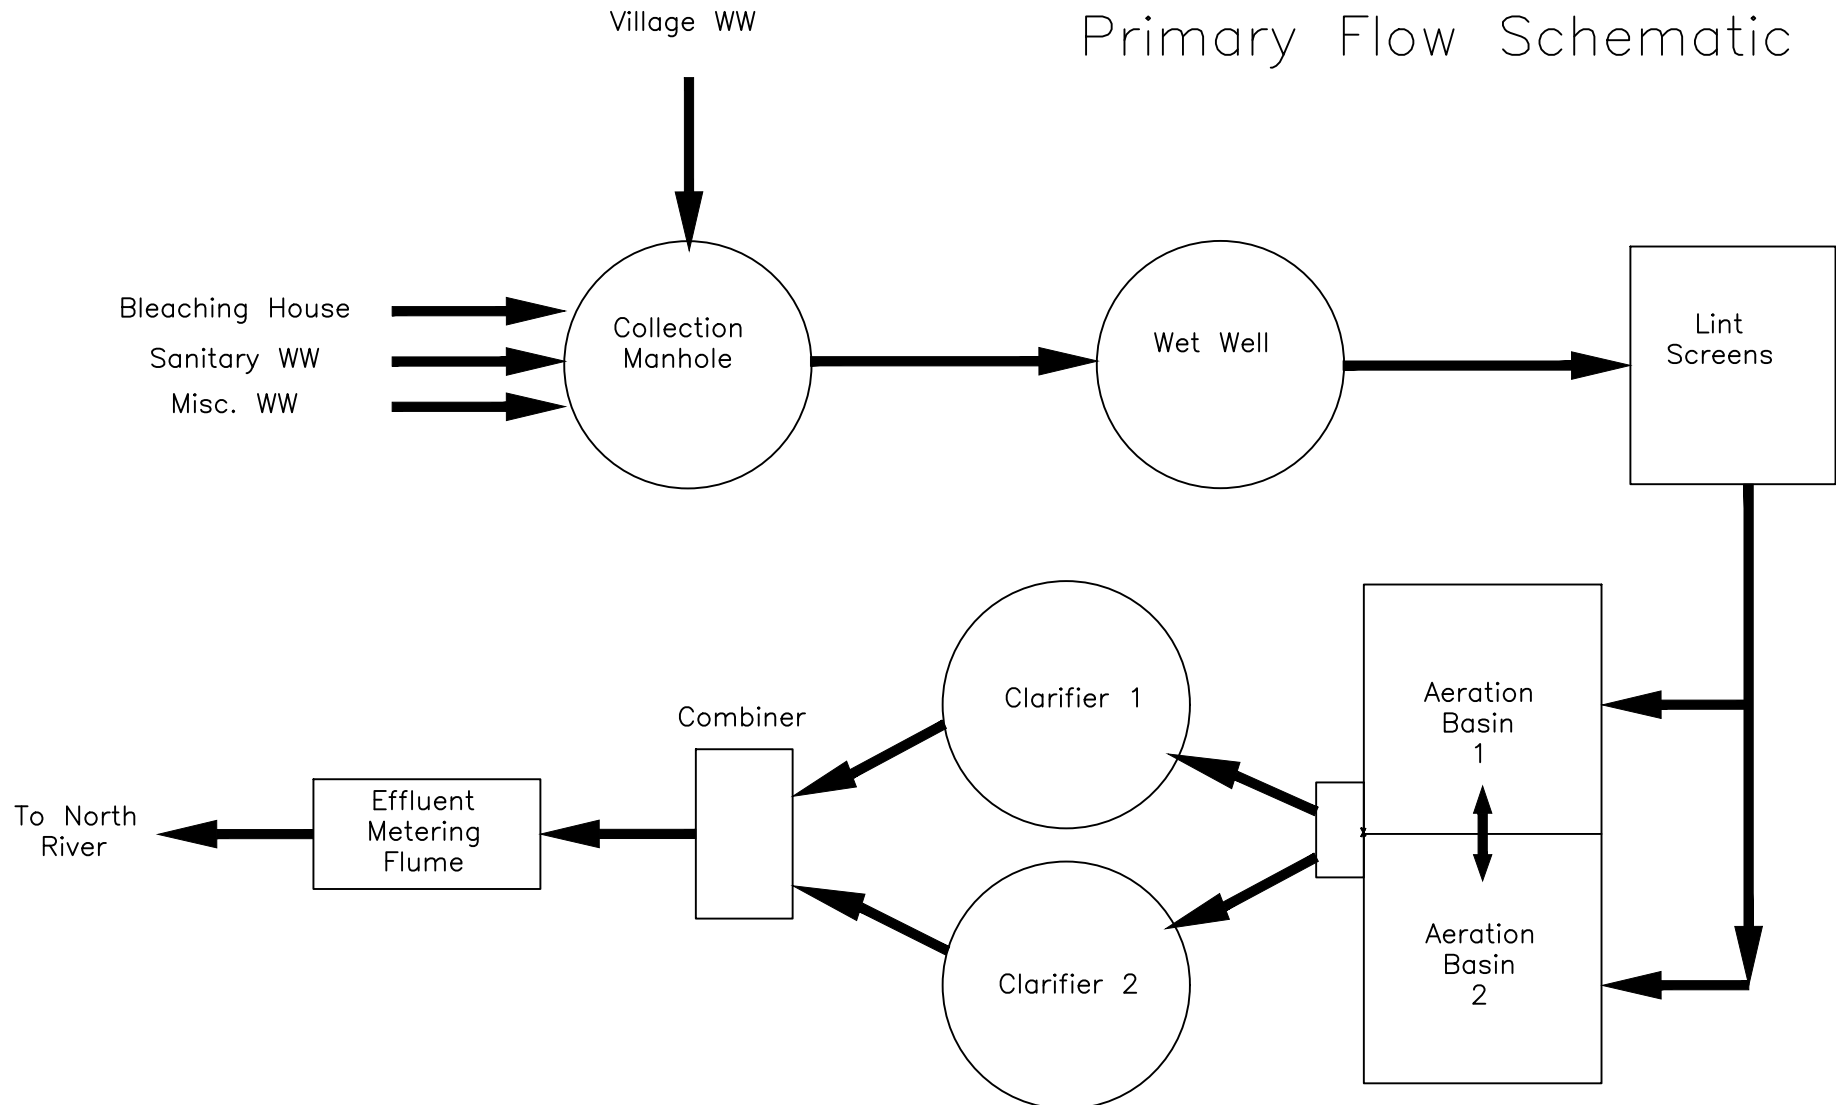 Village WW
Primary Flow Schematic
Bleaching House
Sanitary WW
Misc. WW
Collection
Manhole
Wet Well
Lint
Screens
Clarifier 1
Aeration
Basin
1
Combiner
Effluent
Metering
Flume
To North
River
Aeration
Basin
2
Clarifier 2